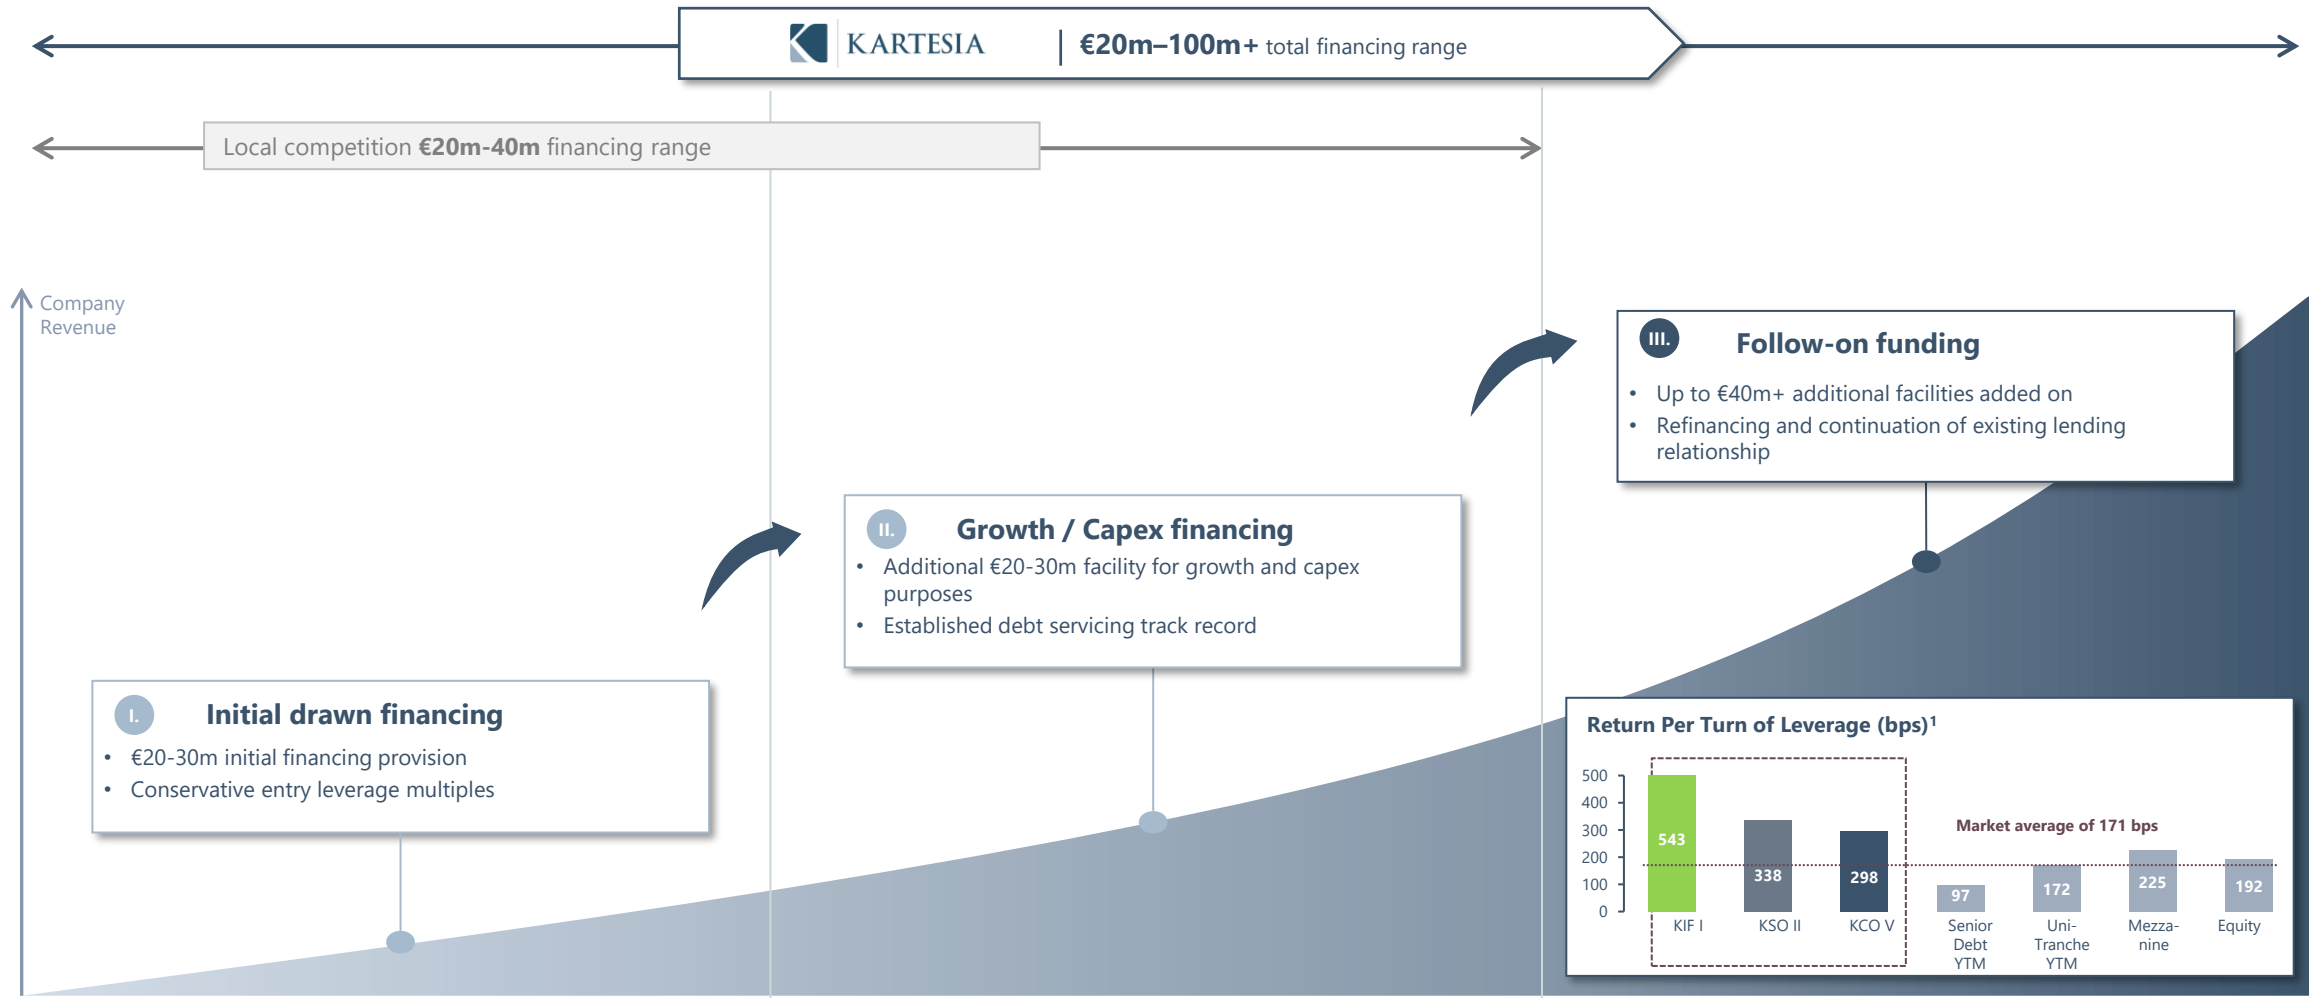 KARTESIA
€20m–100m+ total financing range
Local competition €20m-40m financing range
Company
Revenue
III.
Follow-on funding
• Up to €40m+ additional facilities added on
• Refinancing and continuation of existing lending
relationship
II.
Growth / Capex financing
• Additional €20-30m facility for growth and capex
purposes
• Established debt servicing track record
I.
Initial drawn financing
• €20-30m initial financing provision
• Conservative entry leverage multiples
Return Per Turn of Leverage (bps)¹
500
400
300
200
100
0
543
338
298
Market average of 171 bps
97
172
225
192
KIF I
KSO II
KCO V
Senior
Debt
YTM
Uni-
Tranche
YTM
Mezza-
nine
Equity